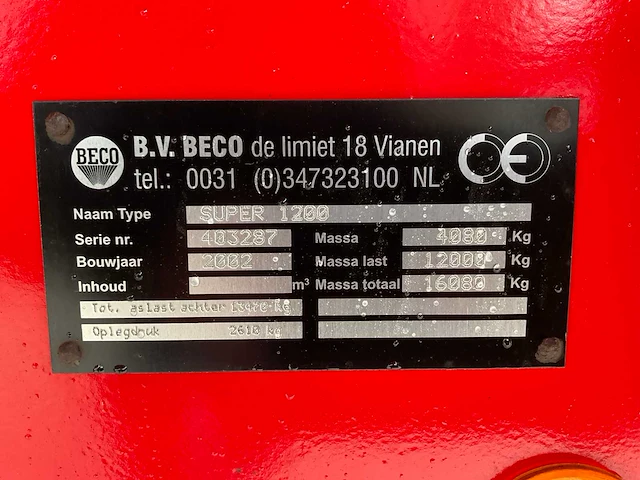 BECO
B.V. BECO de limiet 18 Vianen
tel.: 0031 (0)347323100 NL
CE
Naam Type SUPER 1200
Serie nr. 403287 Massa 4080 Kg
Bouwjaar 2002 Massa last 12000 Kg
Inhoud m³ Massa totaal 16080 Kg
Tot. aslast achter 13470 kg
Oplegdruk 2610 kg